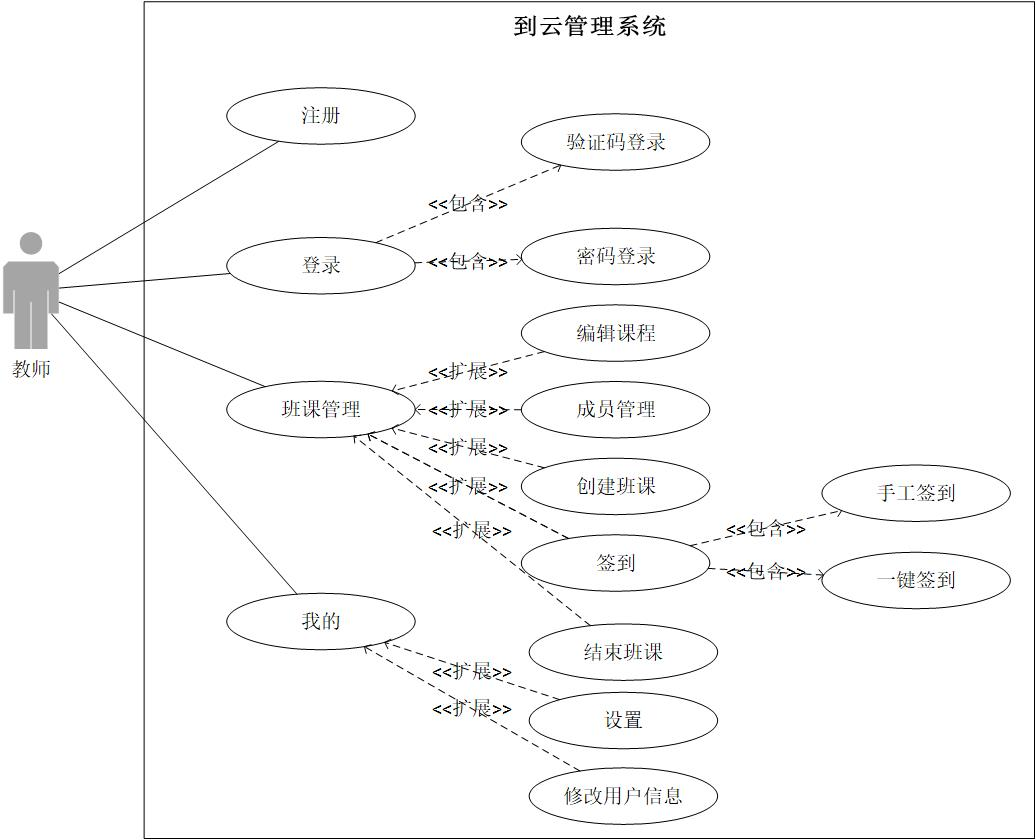 到云管理系统
注册
验证码登录
<<包含>>
登录
<<包含>>
密码登录
教师
编辑课程
<<扩展>>
班课管理
<<扩展>>
成员管理
<<扩展>>
创建班课
<<扩展>>
签到
<<包含>>
手工签到
<<包含>>
一键签到
<<扩展>>
结束班课
我的
<<扩展>>
设置
<<扩展>>
修改用户信息